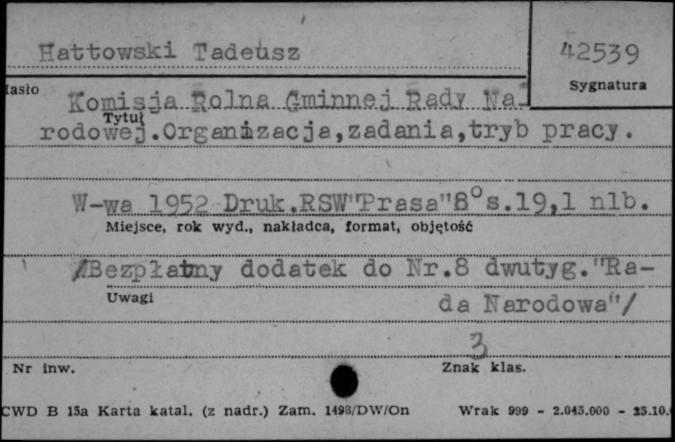 Hattowski Tadeusz
42539
Sygnatura
Komisja Rolna Gminnej Rady Na-
Tytuł
rodowej.Organizacja,zadania,tryb pracy.
W-wa 1952 Druk.RSW"Prasa"8°s.19,1 nlb.
Miejsce, rok wyd., nakładca, format, objętość
/Bezpłatny dodatek do Nr.8 dwutyg."Ra-
Uwagi
da Narodowa"/
3
Nr inw.
Znak klas.
CWD B 15a Karta katal. (z nadr.) Zam. 1493/DW/On
Wrak 999 - 2.045.000 - 25.10.